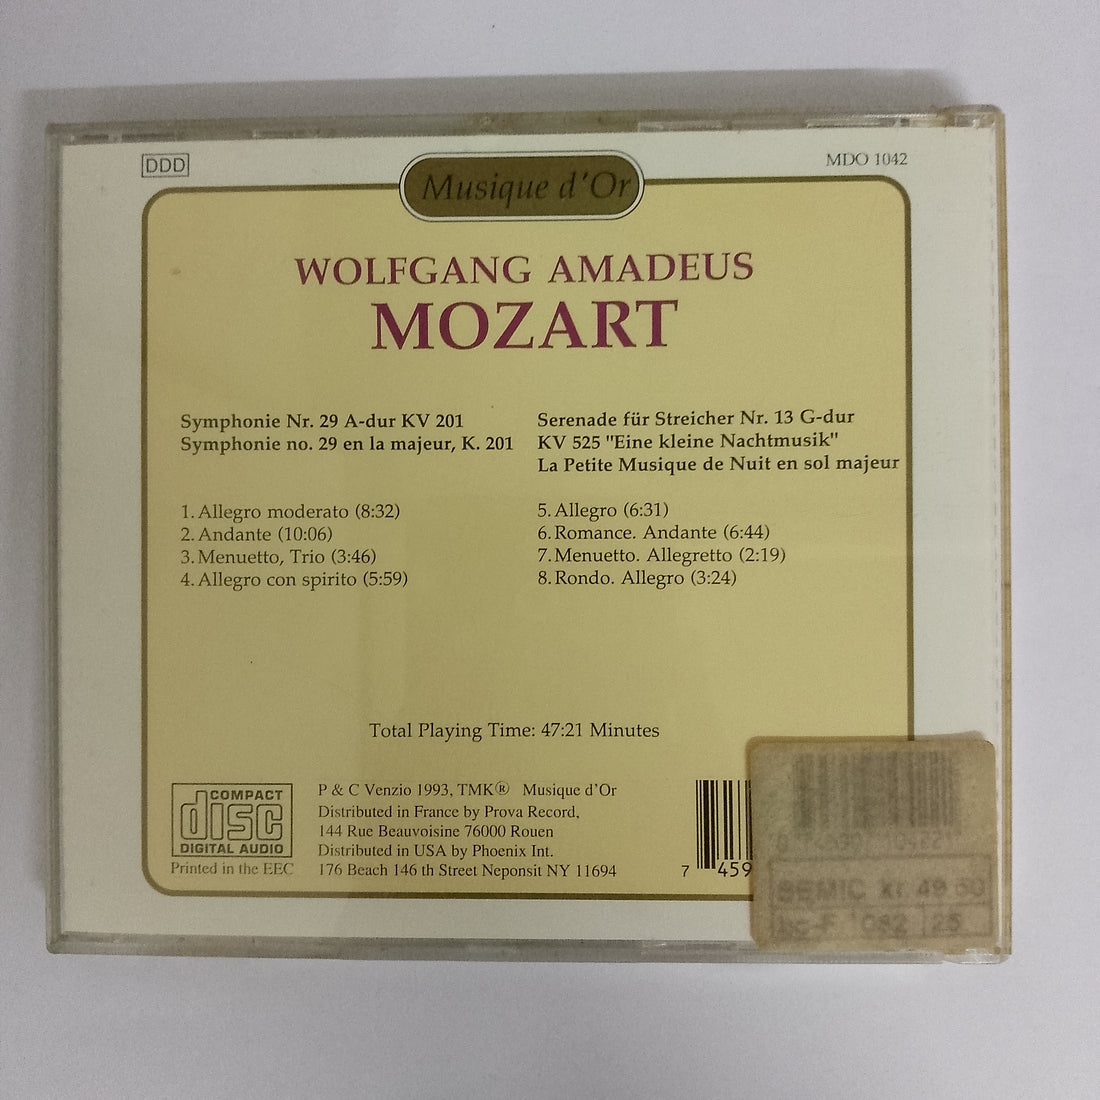 DDD
Musique d'Or
MDO 1042
WOLFGANG AMADEUS
MOZART
Symphonie Nr. 29 A-dur KV 201
Symphonie no. 29 en la majeur, K. 201
1. Allegro moderato (8:32)
2. Andante (10:06)
3. Menuetto, Trio (3:46)
4. Allegro con spirito (5:59)
Serenade für Streicher Nr. 13 G-dur
KV 525 "Eine kleine Nachtmusik"
La Petite Musique de Nuit en sol majeur
5. Allegro (6:31)
6. Romance. Andante (6:44)
7. Menuetto. Allegretto (2:19)
8. Rondo. Allegro (3:24)
Total Playing Time: 47:21 Minutes
COMPACT
disc
DIGITAL AUDIO
Printed in the EEC
P & C Venzio 1993, TMK® Musique d'Or
Distributed in France by Prova Record,
144 Rue Beauvoisine 76000 Rouen
Distributed in USA by Phoenix Int.
176 Beach 146 th Street Neponsit NY 11694
7 459
SEMIC kr. 49 50
082 25